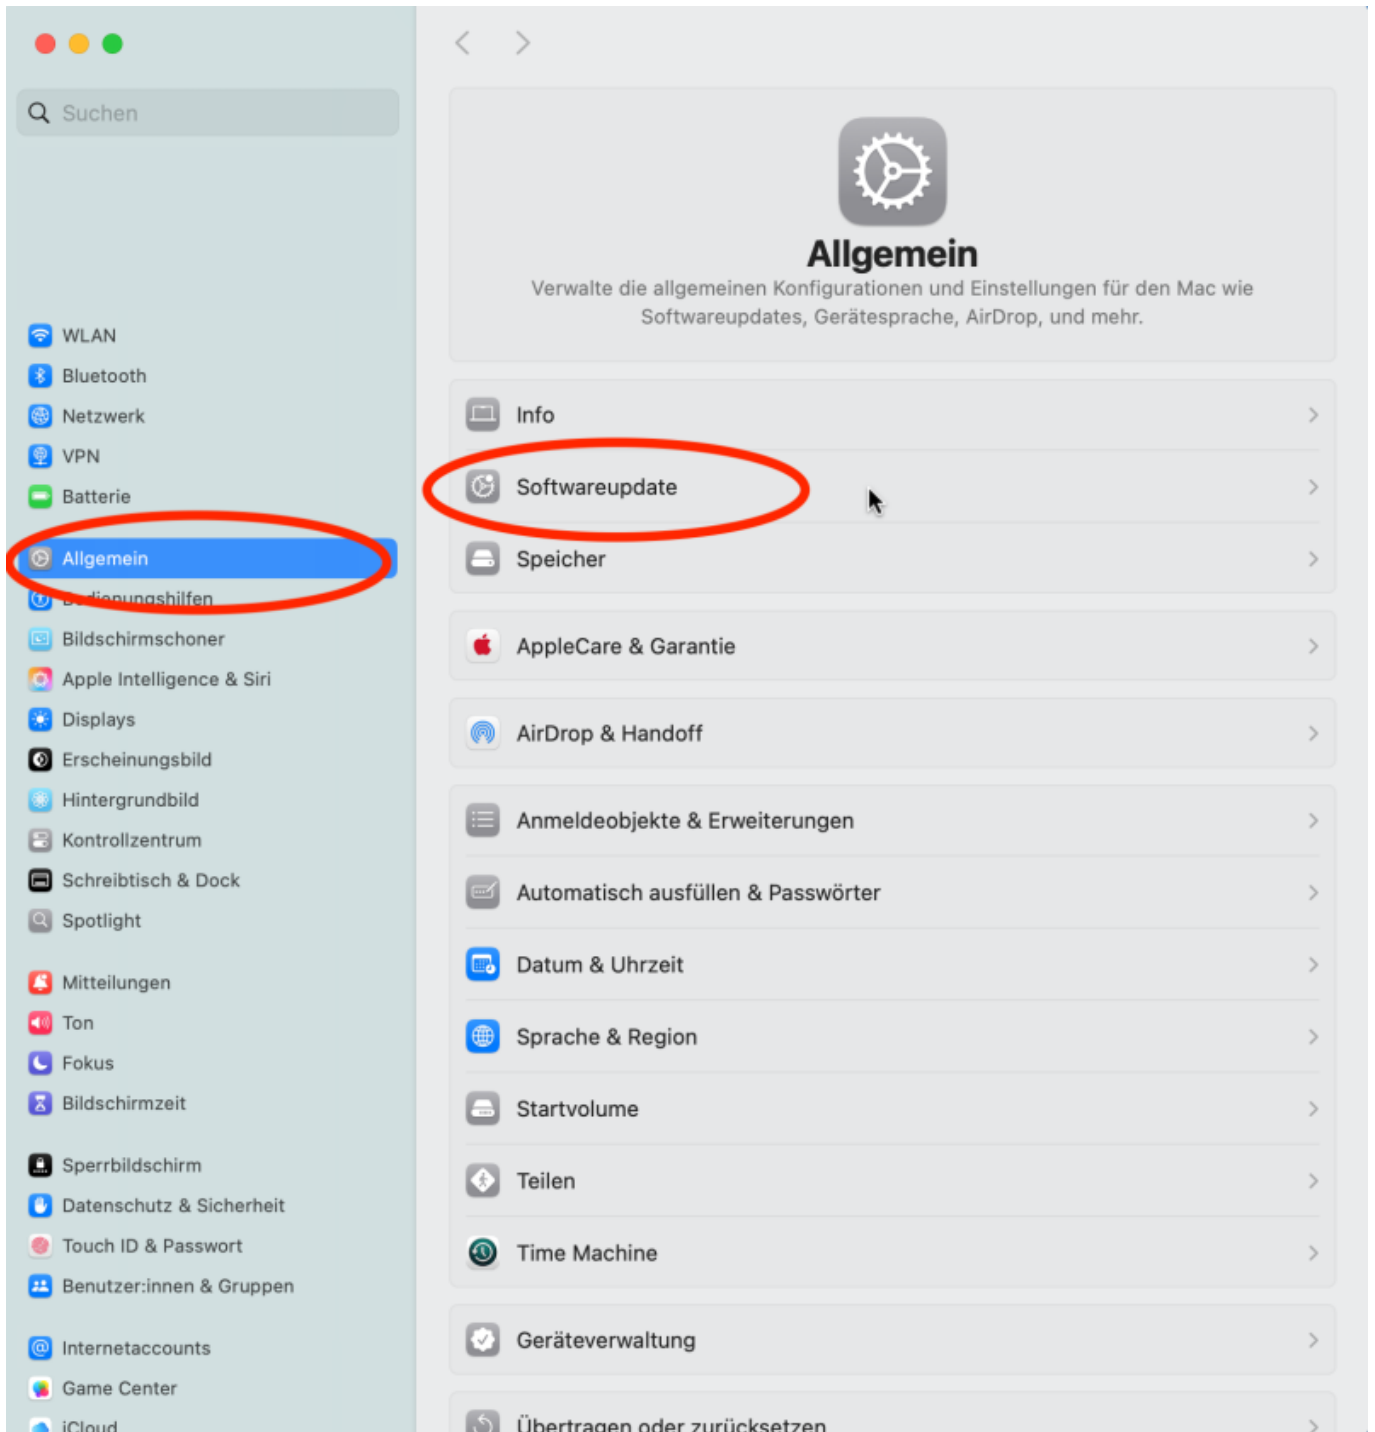 Suchen
WLAN
Bluetooth
Netzwerk
VPN
Batterie
Allgemein
Bedienungshilfen
Bildschirmschoner
Apple Intelligence & Siri
Displays
Erscheinungsbild
Hintergrundbild
Kontrollzentrum
Schreibtisch & Dock
Spotlight
Mitteilungen
Ton
Fokus
Bildschirmzeit
Sperrbildschirm
Datenschutz & Sicherheit
Touch ID & Passwort
Benutzer:innen & Gruppen
Internetaccounts
Game Center
iCloud
Allgemein
Verwalte die allgemeinen Konfigurationen und Einstellungen für den Mac wie
Softwareupdates, Gerätesprache, AirDrop, und mehr.
Info
Softwareupdate
Speicher
AppleCare & Garantie
AirDrop & Handoff
Anmeldeobjekte & Erweiterungen
Automatisch ausfüllen & Passwörter
Datum & Uhrzeit
Sprache & Region
Startvolume
Teilen
Time Machine
Geräteverwaltung
Übertragen oder zurücksetzen